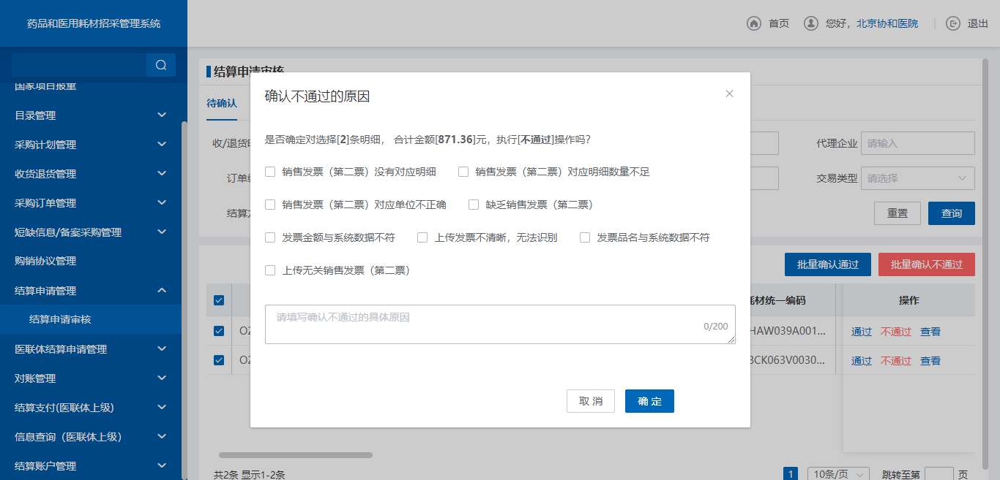 药品和医用耗材招采管理系统
首页
您好，北京协和医院
退出
国家项目报量
目录管理
采购计划管理
收货退货管理
采购订单管理
短缺信息/备案采购管理
购销协议管理
结算申请管理
结算申请审核
医联体结算申请管理
对账管理
结算支付(医联体上级)
信息查询（医联体上级）
结算账户管理
结算申请审核
待确认
收/退货
代理企业
请输入
订单
交易类型
请选择
结算
重置
查询
批量确认通过
批量确认不通过
耗材统一编码
操作
O2
HAW039A001...
通过 不通过 查看
O2
BCK063V0030...
通过 不通过 查看
共2条 显示1-2条
1
10条/页
跳转至第
页
确认不通过的原因
是否确定对选择[2]条明细， 合计金额[871.36]元，执行[不通过]操作吗?
销售发票（第二票）没有对应明细
销售发票（第二票）对应明细数量不足
销售发票（第二票）对应单位不正确
缺乏销售发票（第二票）
发票金额与系统数据不符
上传发票不清晰，无法识别
发票品名与系统数据不符
上传无关销售发票（第二票）
请填写确认不通过的具体原因
0/200
取 消
确 定